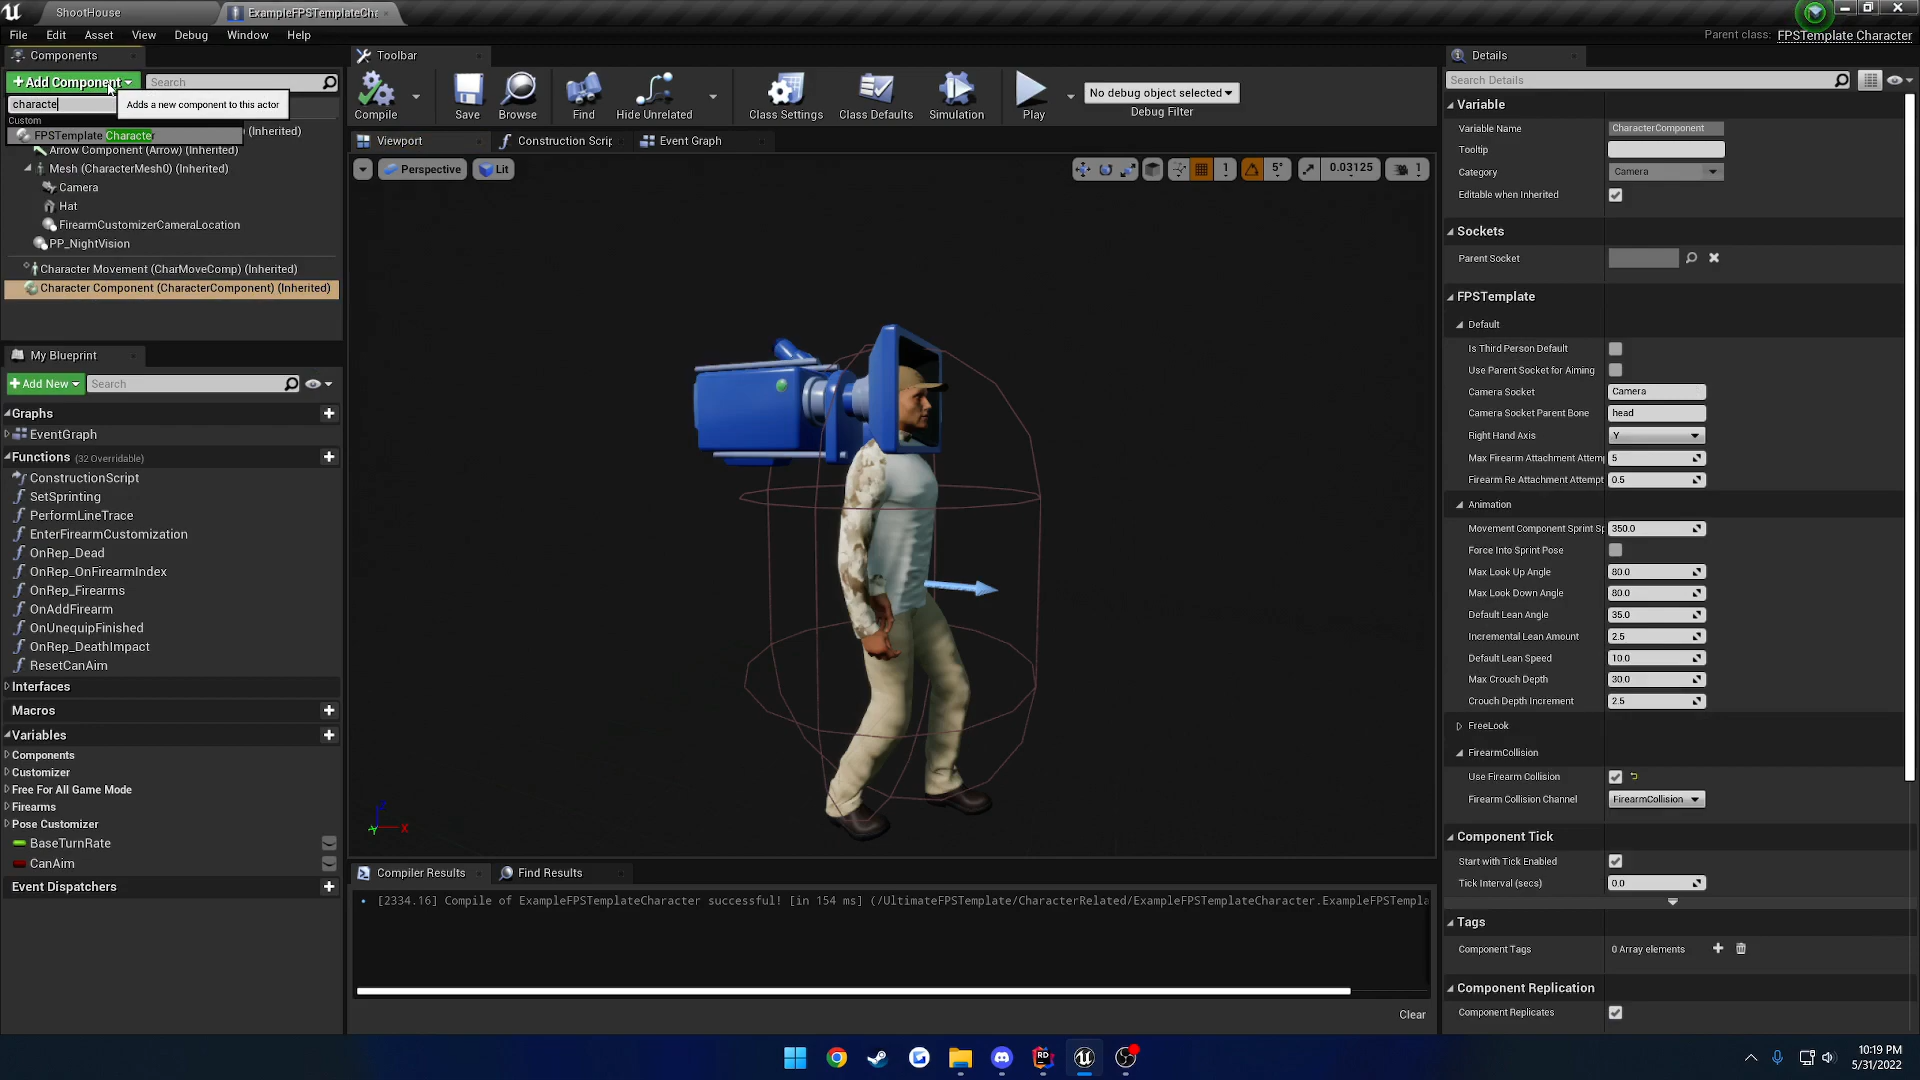 ShootHouse
ExampleFPSTemplateCha
File Edit Asset View Debug Window Help
Parent class: FPSTemplate Character
Components
+Add Component
Search
characte
Adds a new component to this actor
Custom
FPSTemplate Character
(Inherited)
Arrow Component (Arrow) (Inherited)
Mesh (CharacterMesh0) (Inherited)
Camera
Hat
FirearmCustomizerCameraLocation
PP_NightVision
Character Movement (CharMoveComp) (Inherited)
Character Component (CharacterComponent) (Inherited)
My Blueprint
+Add New
Search
Graphs
EventGraph
Functions (32 Overridable)
ConstructionScript
SetSprinting
PerformLineTrace
EnterFirearmCustomization
OnRep_Dead
OnRep_OnFirearmIndex
OnRep_Firearms
OnAddFirearm
OnUnequipFinished
OnRep_DeathImpact
ResetCanAim
Interfaces
Macros
Variables
Components
Customizer
Free For All Game Mode
Firearms
Pose Customizer
BaseTurnRate
CanAim
Event Dispatchers
Toolbar
Compile
Save
Browse
Find
Hide Unrelated
Class Settings
Class Defaults
Simulation
Play
No debug object selected
Debug Filter
Viewport
Construction Scrip
Event Graph
Perspective
Lit
1
5°
0.03125
1
Z
X
Y
Compiler Results
Find Results
[2334.16] Compile of ExampleFPSTemplateCharacter successful! [in 154 ms] (/UltimateFPSTemplate/CharacterRelated/ExampleFPSTemplateCharacter.ExampleFPSTempla
Clear
Details
Search Details
Variable
Variable Name CharacterComponent
Tooltip
Category Camera
Editable when Inherited
Sockets
Parent Socket
FPSTemplate
Default
Is Third Person Default
Use Parent Socket for Aiming
Camera Socket Camera
Camera Socket Parent Bone head
Right Hand Axis Y
Max Firearm Attachment Attemp 5
Firearm Re Attachment Attempt 0.5
Animation
Movement Component Sprint Sp 350.0
Force Into Sprint Pose
Max Look Up Angle 80.0
Max Look Down Angle 80.0
Default Lean Angle 35.0
Incremental Lean Amount 2.5
Default Lean Speed 10.0
Max Crouch Depth 30.0
Crouch Depth Increment 2.5
FreeLook
FirearmCollision
Use Firearm Collision
Firearm Collision Channel FirearmCollision
Component Tick
Start with Tick Enabled
Tick Interval (secs) 0.0
Tags
Component Tags 0 Array elements
Component Replication
Component Replicates
10:19 PM
5/31/2022